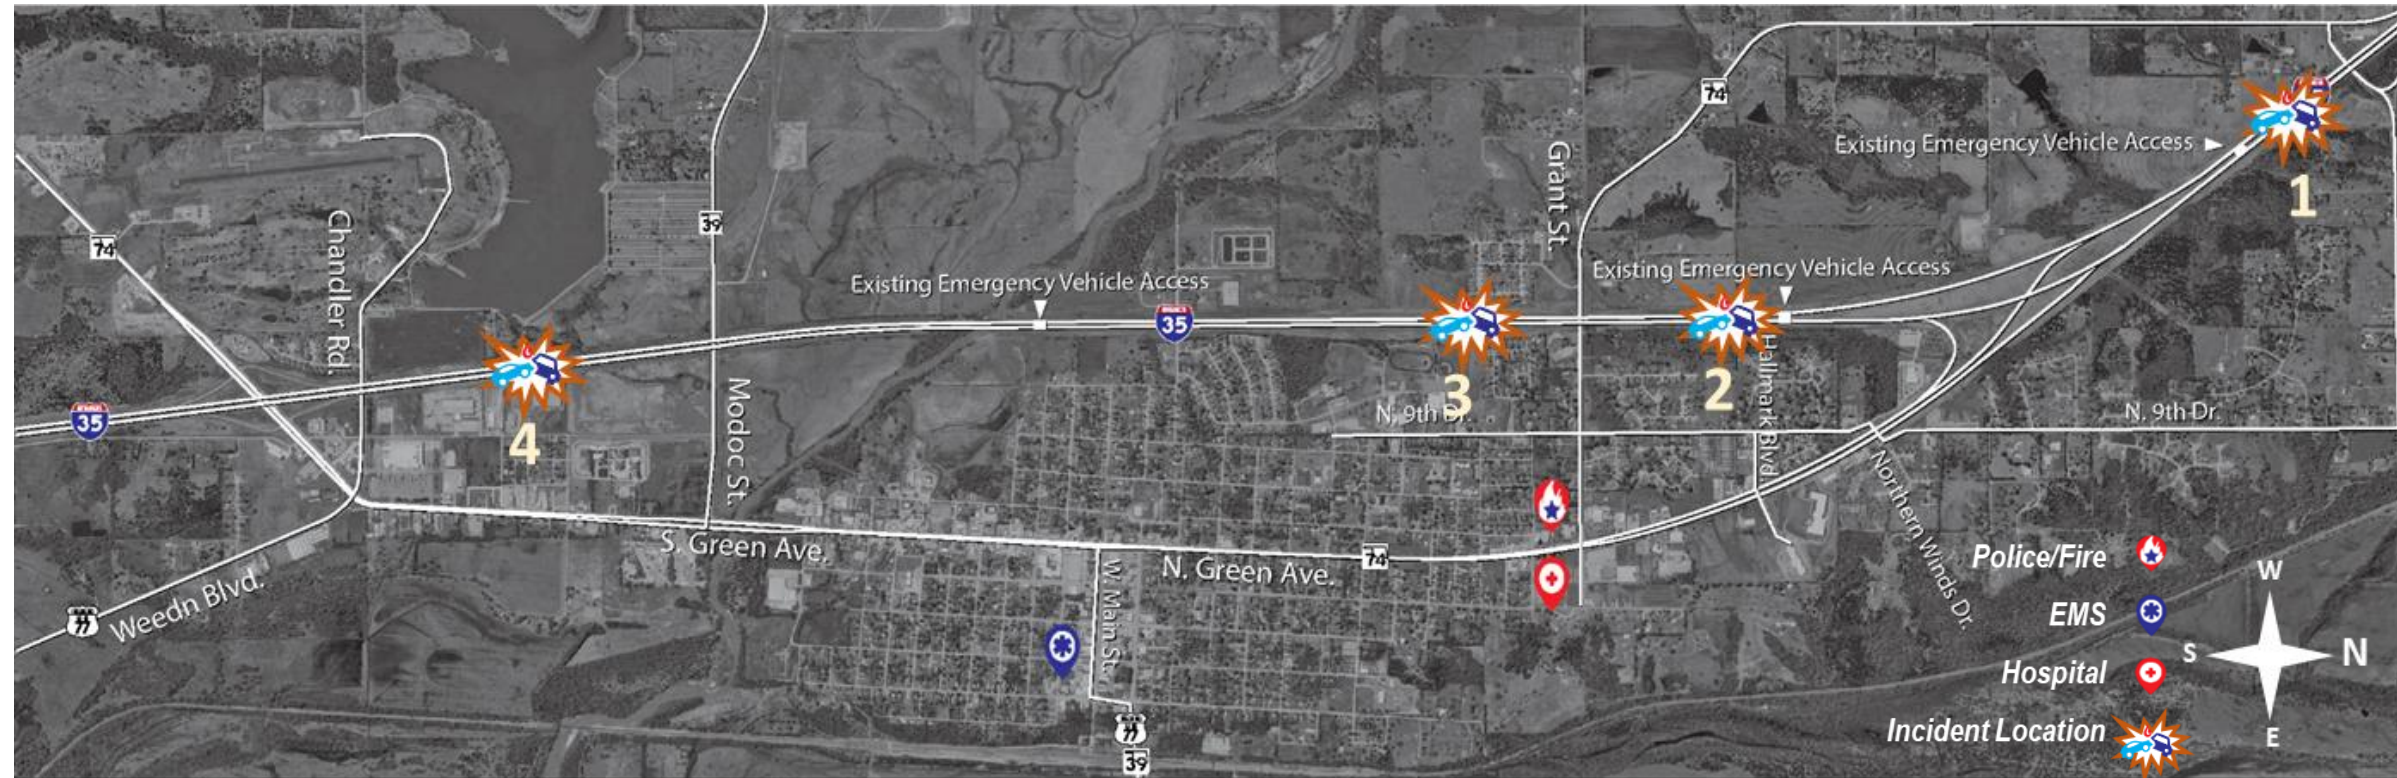 74
Existing Emergency Vehicle Access
1
Chandler Rd.
39
Grant St.
74
Existing Emergency Vehicle Access
Existing Emergency Vehicle Access
35
35
4
Modoc St.
3
N. 9th Dr.
2
Hallmark Blvd
N. 9th Dr.
Northern Winds Dr.
S. Green Ave.
N. Green Ave.
74
W. Main St.
Weedn Blvd.
77
77
39
Police/Fire
EMS
Hospital
Incident Location
W
S
N
E